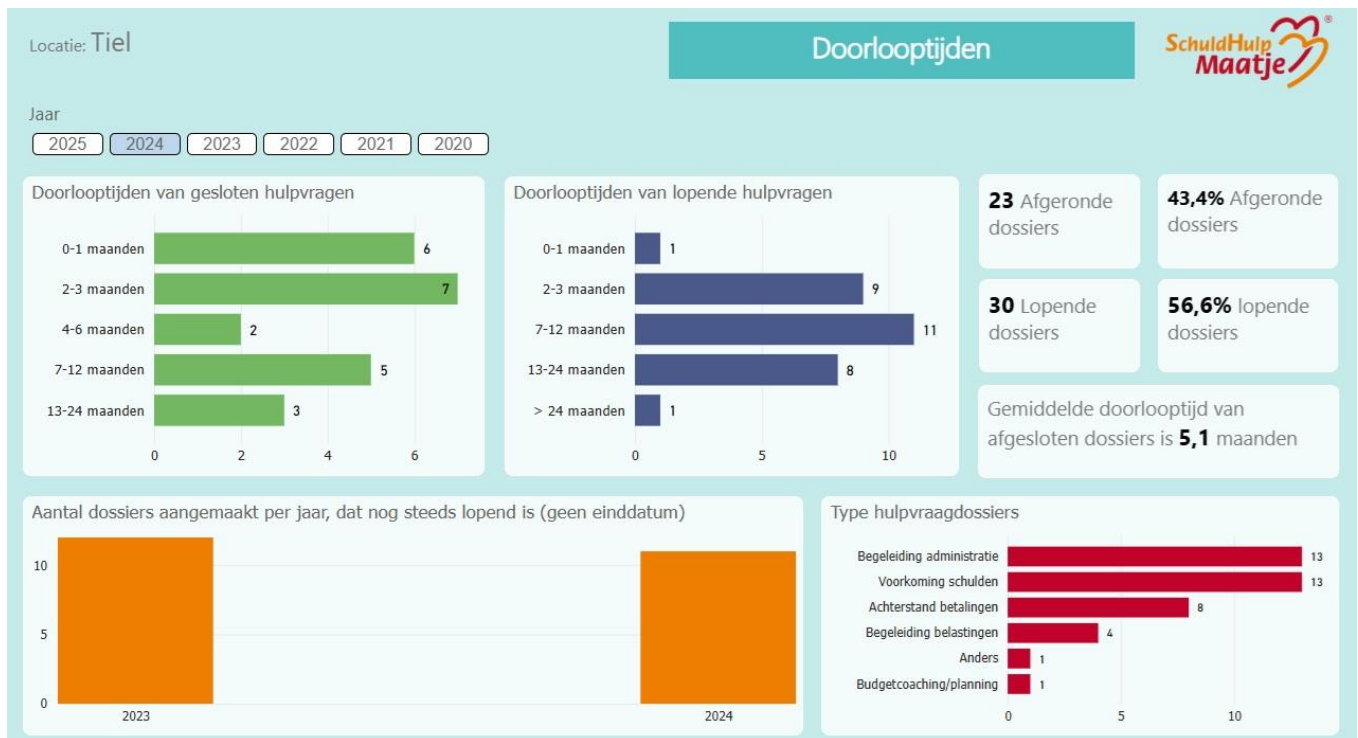 Locatie: Tiel
Doorlooptijden
SchuldHulp
Maatje
®
Jaar
2025 2024 2023 2022 2021 2020
Doorlooptijden van gesloten hulpvragen
0-1 maanden 6
2-3 maanden 7
4-6 maanden 2
7-12 maanden 5
13-24 maanden 3
0 2 4 6
Doorlooptijden van lopende hulpvragen
0-1 maanden 1
2-3 maanden 9
7-12 maanden 11
13-24 maanden 8
> 24 maanden 1
0 5 10
23 Afgeronde
dossiers
43,4% Afgeronde
dossiers
30 Lopende
dossiers
56,6% lopende
dossiers
Gemiddelde doorlooptijd van
afgesloten dossiers is 5,1 maanden
Aantal dossiers aangemaakt per jaar, dat nog steeds lopend is (geen einddatum)
10
5
0
2023 2024
Type hulpvraagdossiers
Begeleiding administratie 13
Voorkoming schulden 13
Achterstand betalingen 8
Begeleiding belastingen 4
Anders 1
Budgetcoaching/planning 1
0 5 10